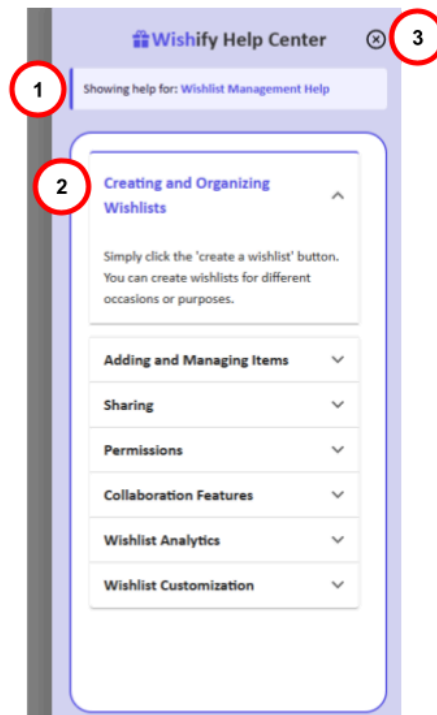 Wishify Help Center
3
1
Showing help for: Wishlist Management Help
2
Creating and Organizing
Wishlists
Simply click the 'create a wishlist' button.
You can create wishlists for different
occasions or purposes.
Adding and Managing Items
Sharing
Permissions
Collaboration Features
Wishlist Analytics
Wishlist Customization